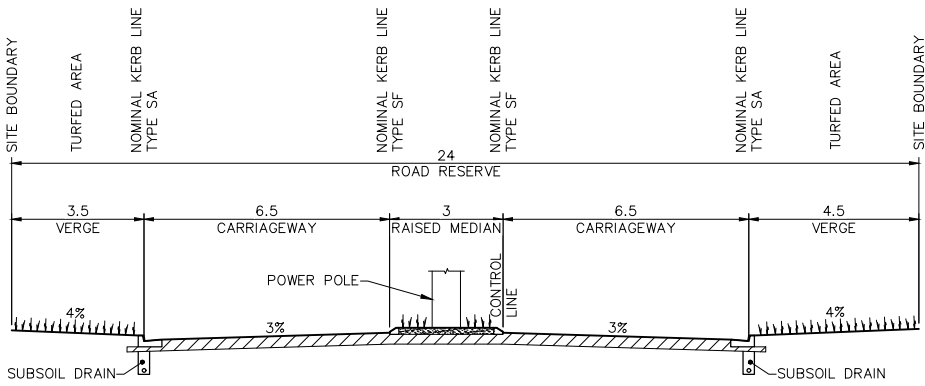 SITE BOUNDARY
TURFED AREA
NOMINAL KERB LINE
TYPE SA
NOMINAL KERB LINE
TYPE SF
NOMINAL KERB LINE
TYPE SF
NOMINAL KERB LINE
TYPE SA
TURFED AREA
SITE BOUNDARY
24
ROAD RESERVE
3.5
VERGE
6.5
CARRIAGEWAY
3
RAISED MEDIAN
6.5
CARRIAGEWAY
4.5
VERGE
POWER POLE
CONTROL
LINE
4%
3%
3%
4%
SUBSOIL DRAIN
SUBSOIL DRAIN